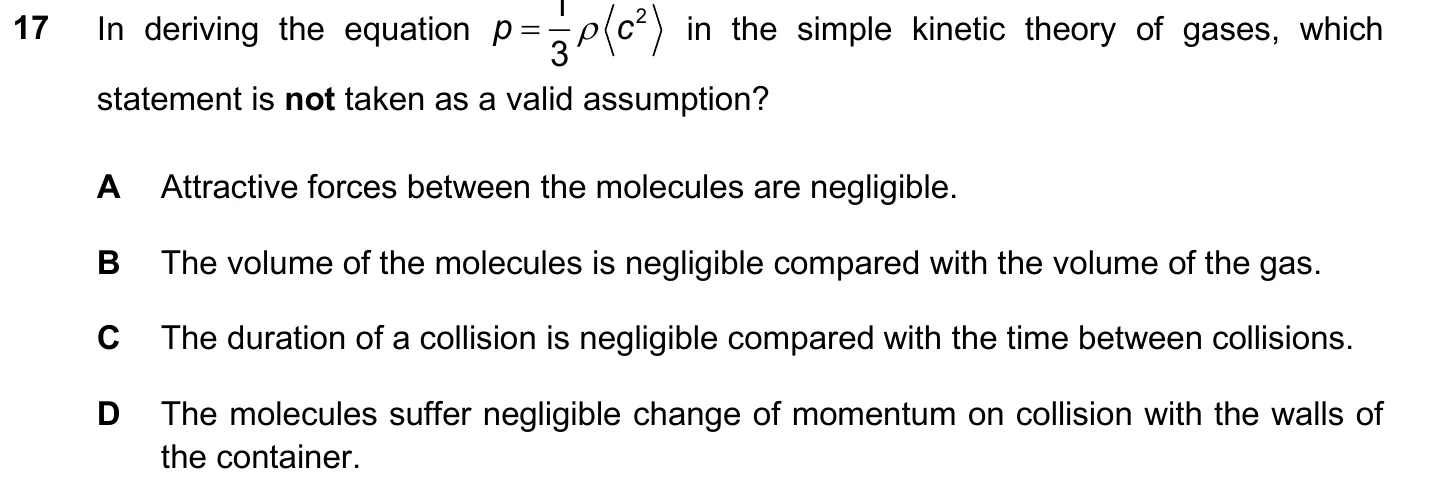 17 In deriving the equation p = 1/3 ρ⟨c²⟩ in the simple kinetic theory of gases, which
statement is not taken as a valid assumption?
A Attractive forces between the molecules are negligible.
B The volume of the molecules is negligible compared with the volume of the gas.
C The duration of a collision is negligible compared with the time between collisions.
D The molecules suffer negligible change of momentum on collision with the walls of
the container.